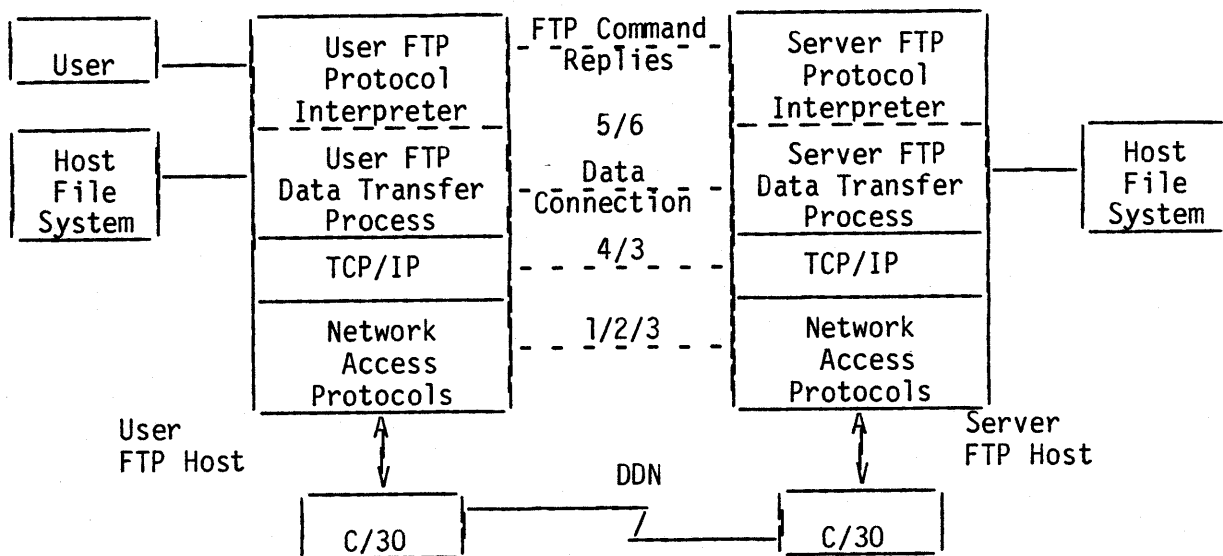 User
Host
File
System
User FTP
Protocol
Interpreter
User FTP
Data Transfer
Process
TCP/IP
Network
Access
Protocols
FTP Command
Replies
5/6
Data
Connection
4/3
1/2/3
Server FTP
Protocol
Interpreter
Server FTP
Data Transfer
Process
TCP/IP
Network
Access
Protocols
Host
File
System
User
FTP Host
Server
FTP Host
DDN
C/30
C/30